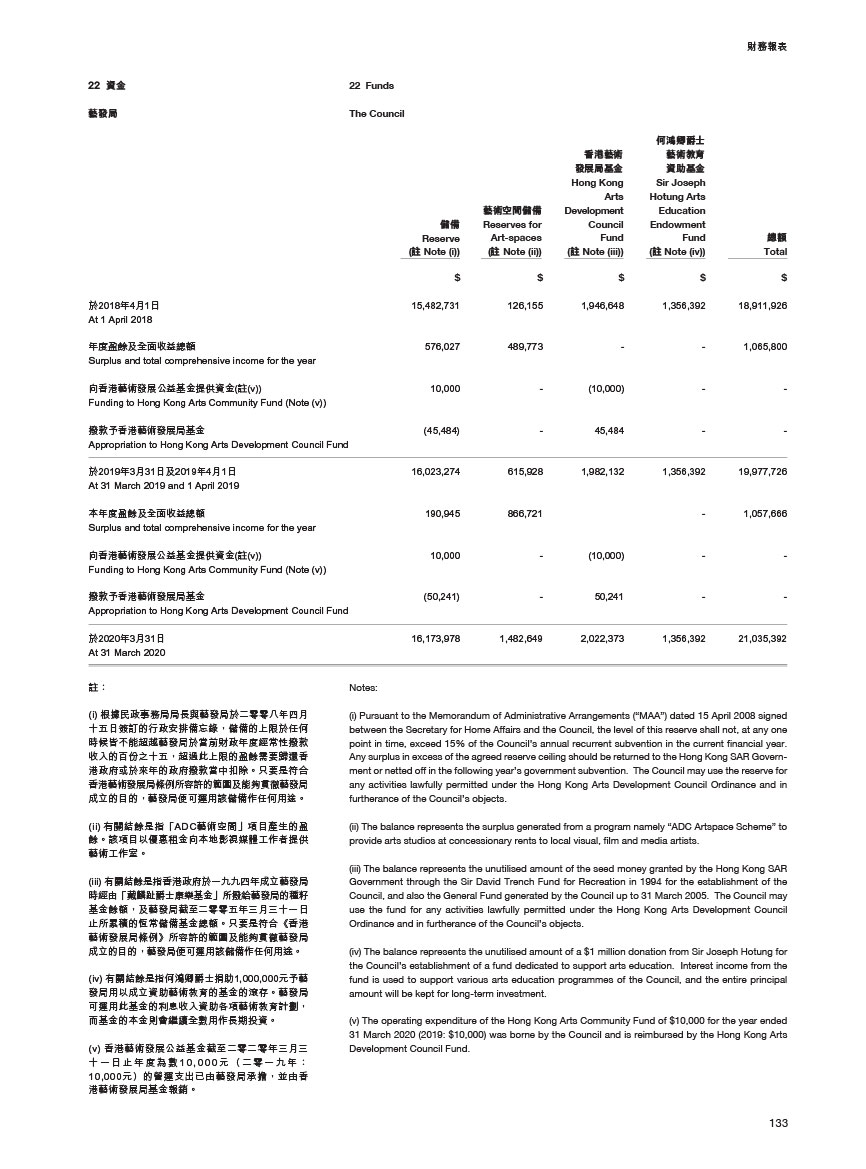 財務報表
22 資金
22 Funds
藝發局
The Council
儲備
Reserve
(註 Note (i))
藝術空間儲備
Reserves for
Art-spaces
(註 Note (ii))
香港藝術
發展局基金
Hong Kong
Arts
Development
Council
Fund
(註 Note (iii))
何鴻卿爵士
藝術教育
資助基金
Sir Joseph
Hotung Arts
Education
Endowment
Fund
(註 Note (iv))
總額
Total
$ $ $ $ $
於2018年4月1日 15,482,731 126,155 1,946,648 1,356,392 18,911,926
At 1 April 2018
年度盈餘及全面收益總額 576,027 489,773 - - 1,065,800
Surplus and total comprehensive income for the year
向香港藝術發展公益基金提供資金(註(v)) 10,000 - (10,000) - -
Funding to Hong Kong Arts Community Fund (Note (v))
撥款予香港藝術發展局基金 (45,484) - 45,484 - -
Appropriation to Hong Kong Arts Development Council Fund
於2019年3月31日及2019年4月1日 16,023,274 615,928 1,982,132 1,356,392 19,977,726
At 31 March 2019 and 1 April 2019
本年度盈餘及全面收益總額 190,945 866,721 - 1,057,666
Surplus and total comprehensive income for the year
向香港藝術發展公益基金提供資金(註(v)) 10,000 - (10,000) - -
Funding to Hong Kong Arts Community Fund (Note (v))
撥款予香港藝術發展局基金 (50,241) - 50,241 - -
Appropriation to Hong Kong Arts Development Council Fund
於2020年3月31日 16,173,978 1,482,649 2,022,373 1,356,392 21,035,392
At 31 March 2020
註：
(i) 根據民政事務局局長與藝發局於二零零八年四月
十五日簽訂的行政安排備忘錄，儲備的上限於任何
時候皆不能超越藝發局於當前財政年度經常性撥款
收入的百份之十五，超過此上限的盈餘需要歸還香
港政府或於來年的政府撥款當中扣除。只要是符合
香港藝術發展局條例所容許的範圍及能夠貫徹藝發局
成立的目的，藝發局便可運用該儲備作任何用途。
(ii) 有關結餘是指「ADC藝術空間」項目產生的盈
餘。該項目以優惠租金向本地影視媒體工作者提供
藝術工作室。
(iii) 有關結餘是指香港政府於一九九四年成立藝發局
時經由「戴麟趾爵士康樂基金」所撥給藝發局的種籽
基金餘額，及藝發局截至二零零五年三月三十一日
止所累積的恆常儲備基金總額。只要是符合《香港
藝術發展局條例》所容許的範圍及能夠貫徹藝發局
成立的目的，藝發局便可運用該儲備作任何用途。
(iv) 有關結餘是指何鴻卿爵士捐助1,000,000元予藝
發局用以成立資助藝術教育的基金的滾存。藝發局
可運用此基金的利息收入資助各項藝術教育計劃，
而基金的本金則會繼續全數用作長期投資。
(v) 香港藝術發展公益基金截至二零二零年三月三
十一日止年度為數10,000元（二零一九年：
10,000元）的營運支出已由藝發局承擔，並由香
港藝術發展局基金報銷。
Notes:
(i) Pursuant to the Memorandum of Administrative Arrangements (“MAA”) dated 15 April 2008 signed
between the Secretary for Home Affairs and the Council, the level of this reserve shall not, at any one
point in time, exceed 15% of the Council’s annual recurrent subvention in the current financial year.
Any surplus in excess of the agreed reserve ceiling should be returned to the Hong Kong SAR Govern-
ment or netted off in the following year’s government subvention. The Council may use the reserve for
any activities lawfully permitted under the Hong Kong Arts Development Council Ordinance and in
furtherance of the Council’s objects.
(ii) The balance represents the surplus generated from a program namely “ADC Artspace Scheme” to
provide arts studios at concessionary rents to local visual, film and media artists.
(iii) The balance represents the unutilised amount of the seed money granted by the Hong Kong SAR
Government through the Sir David Trench Fund for Recreation in 1994 for the establishment of the
Council, and also the General Fund generated by the Council up to 31 March 2005. The Council may
use the fund for any activities lawfully permitted under the Hong Kong Arts Development Council
Ordinance and in furtherance of the Council’s objects.
(iv) The balance represents the unutilised amount of a $1 million donation from Sir Joseph Hotung for
the Council’s establishment of a fund dedicated to support arts education. Interest income from the
fund is used to support various arts education programmes of the Council, and the entire principal
amount will be kept for long-term investment.
(v) The operating expenditure of the Hong Kong Arts Community Fund of $10,000 for the year ended
31 March 2020 (2019: $10,000) was borne by the Council and is reimbursed by the Hong Kong Arts
Development Council Fund.
133